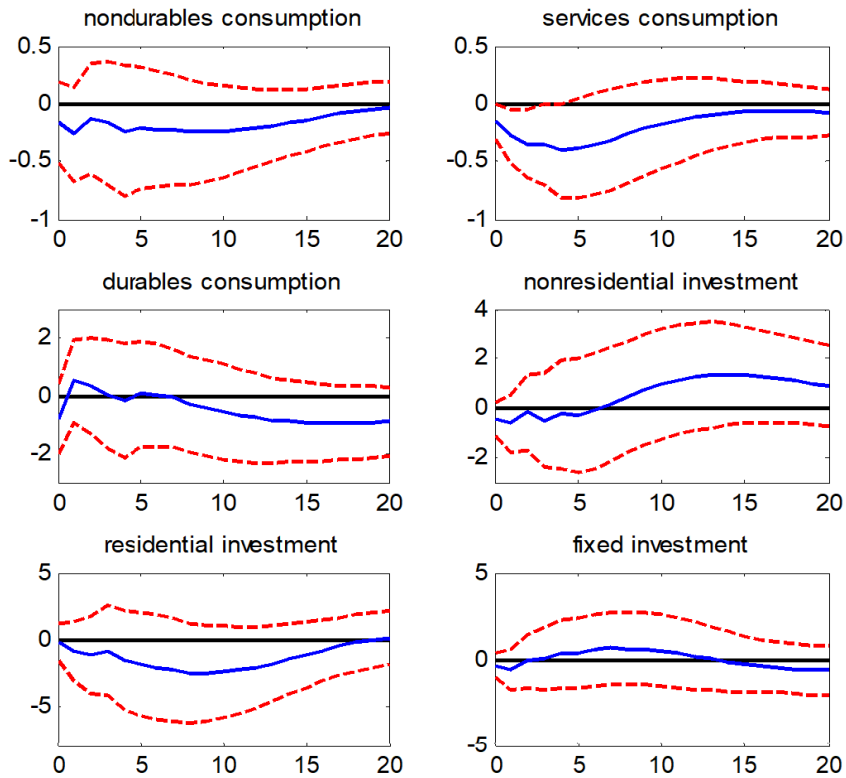 nondurables consumption
0.5
0
-0.5
-1
0 5 10 15 20
services consumption
0.5
0
-0.5
-1
0 5 10 15 20
durables consumption
2
0
-2
0 5 10 15 20
nonresidential investment
4
2
0
-2
0 5 10 15 20
residential investment
5
0
-5
0 5 10 15 20
fixed investment
5
0
-5
0 5 10 15 20